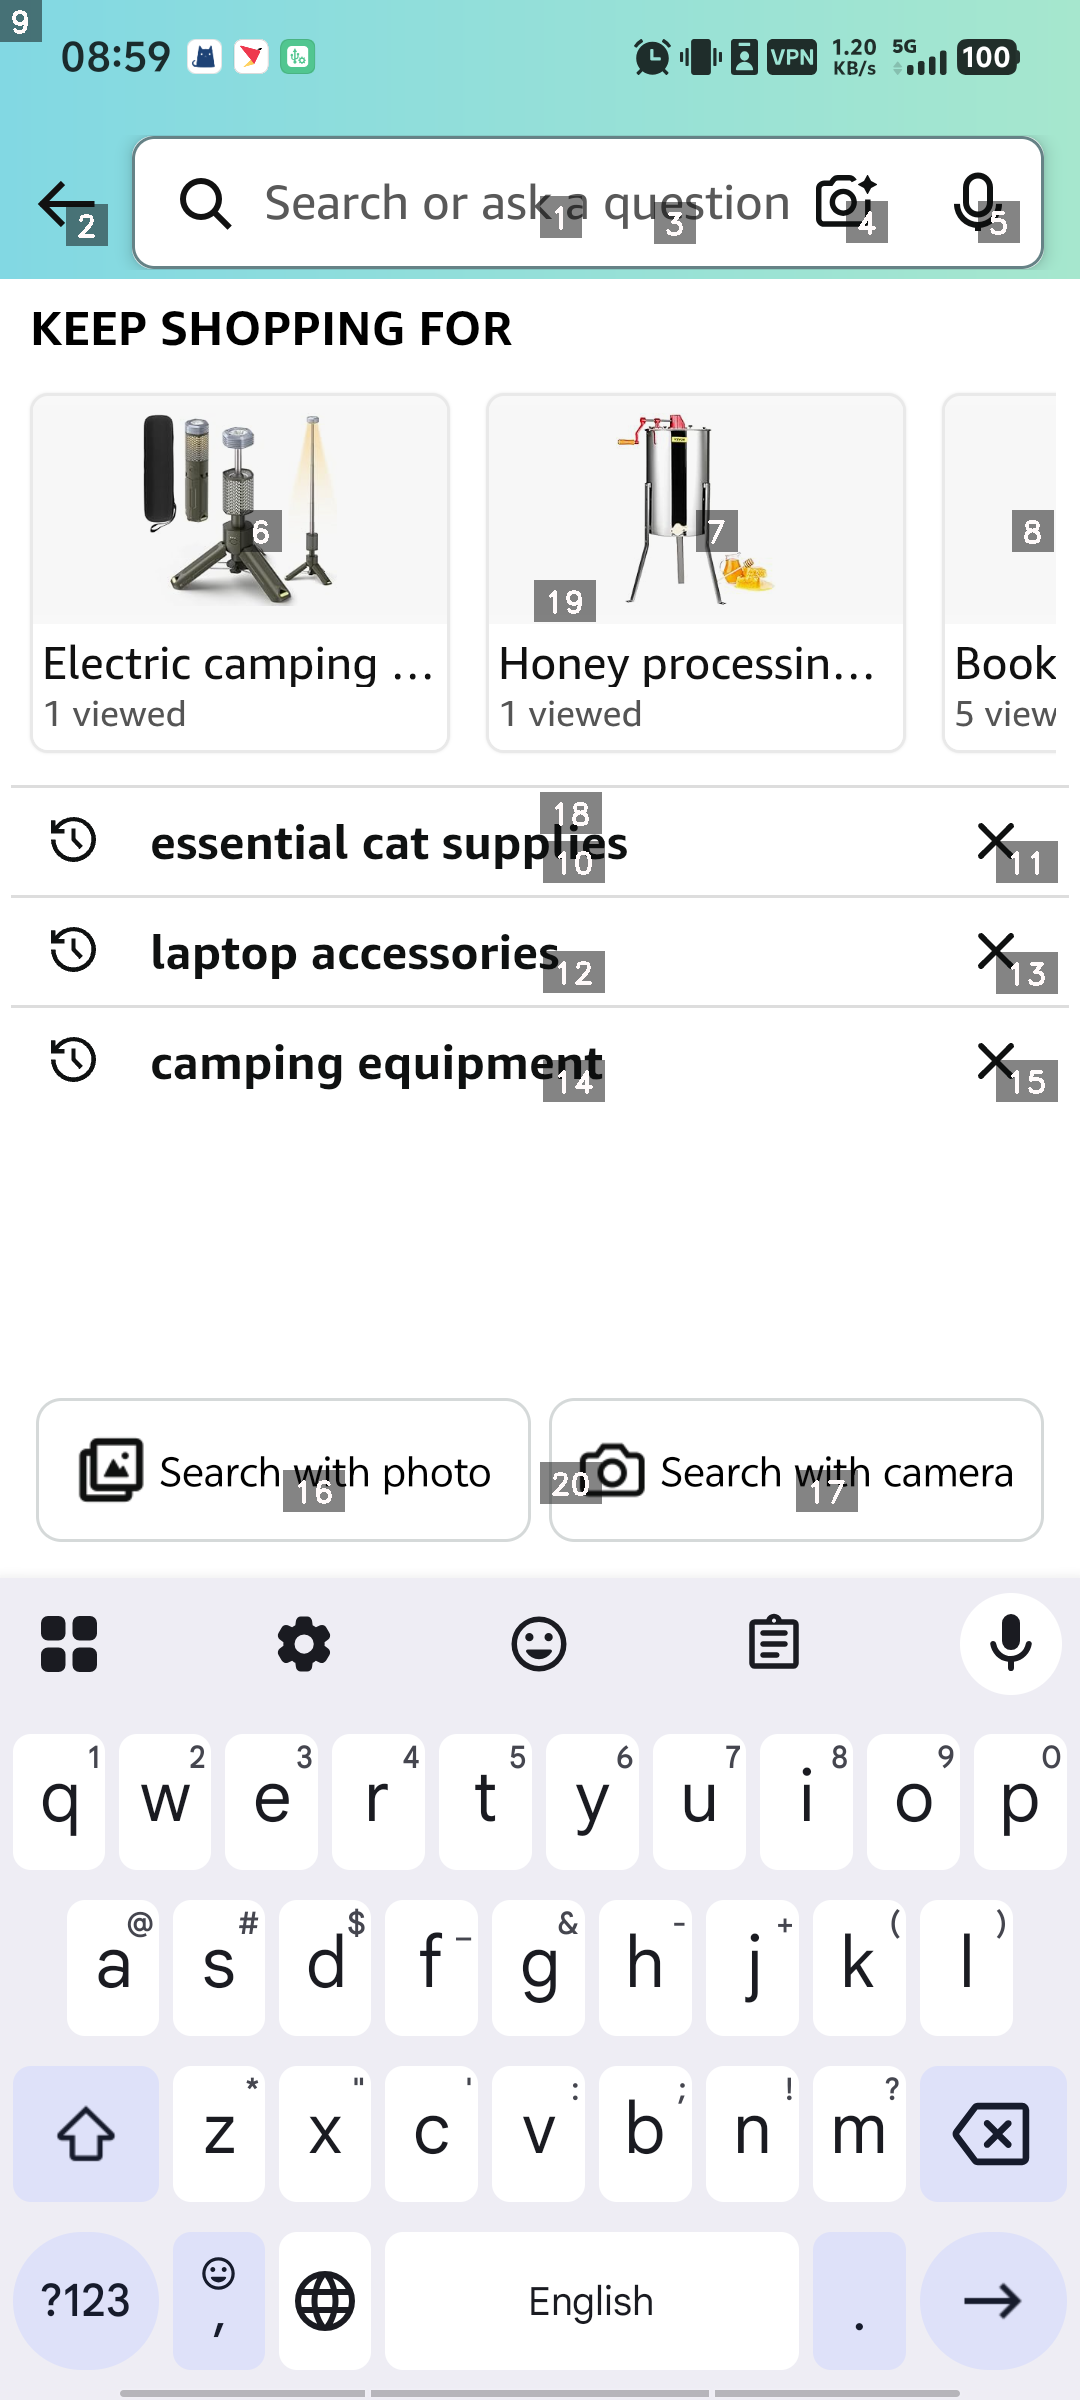 9
08:59
VPN
1.20
KB/s
5G
100
Search or ask a question
1
2
3
4
5
KEEP SHOPPING FOR
6
7
8
19
Electric camping ...
1 viewed
Honey processin...
1 viewed
Book
5 view
18
essential cat supplies
10
11
laptop accessories
12
13
camping equipment
14
15
Search with photo
16
20
Search with camera
17
1 2 3 4 5 6 7 8 9 0
q w e r t y u i o p
@ # $ _ & - + ( )
a s d f g h j k l
* " ' : ; ! ?
z x c v b n m
?123
,
English
.